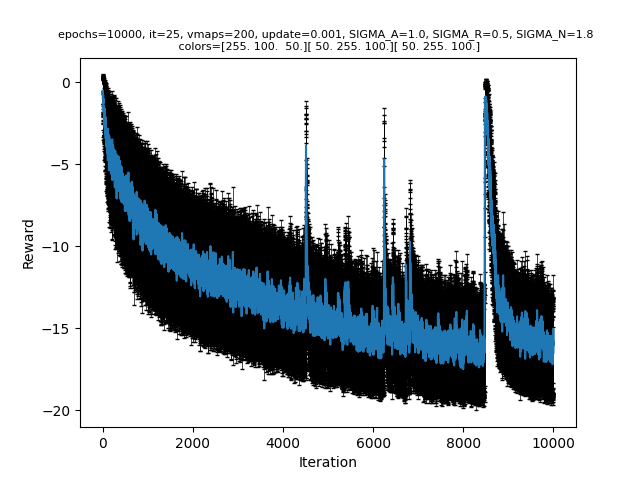 epochs=10000, it=25, vmaps=200, update=0.001, SIGMA_A=1.0, SIGMA_R=0.5, SIGMA_N=1.8
colors=[255. 100.  50.][ 50. 255. 100.][ 50. 255. 100.]
0
−5
−10
−15
−20
Reward
0 2000 4000 6000 8000 10000
Iteration